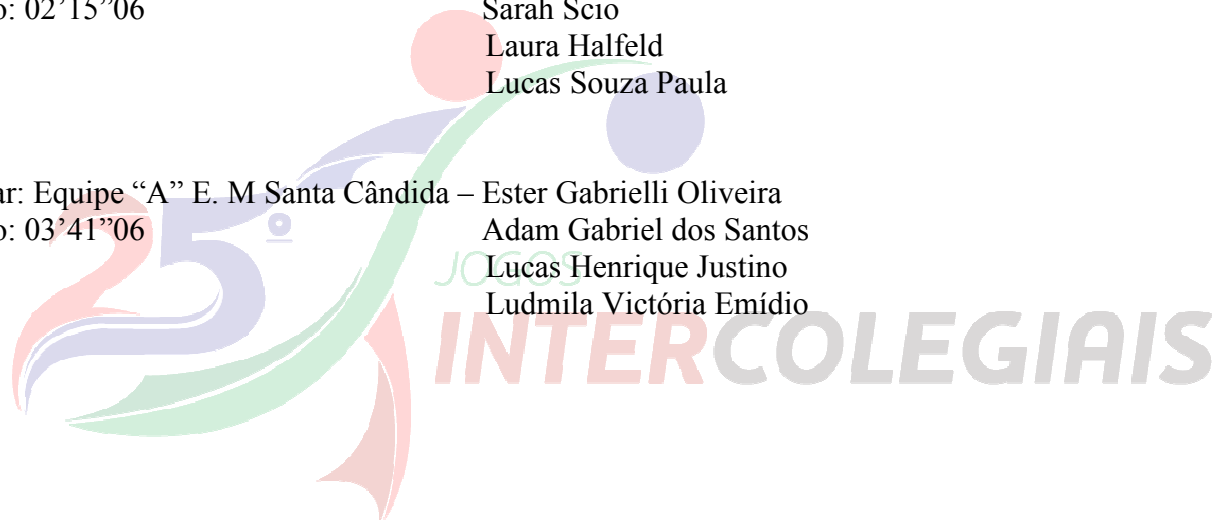 o: 02’15”06 Sarah Scio
Laura Halfeld
Lucas Souza Paula
ar: Equipe “A” E. M Santa Cândida – Ester Gabrielli Oliveira
o: 03’41”06 Adam Gabriel dos Santos
Lucas Henrique Justino
Ludmila Victória Emídio
25º
JOGOS
INTERCOLEGIAIS